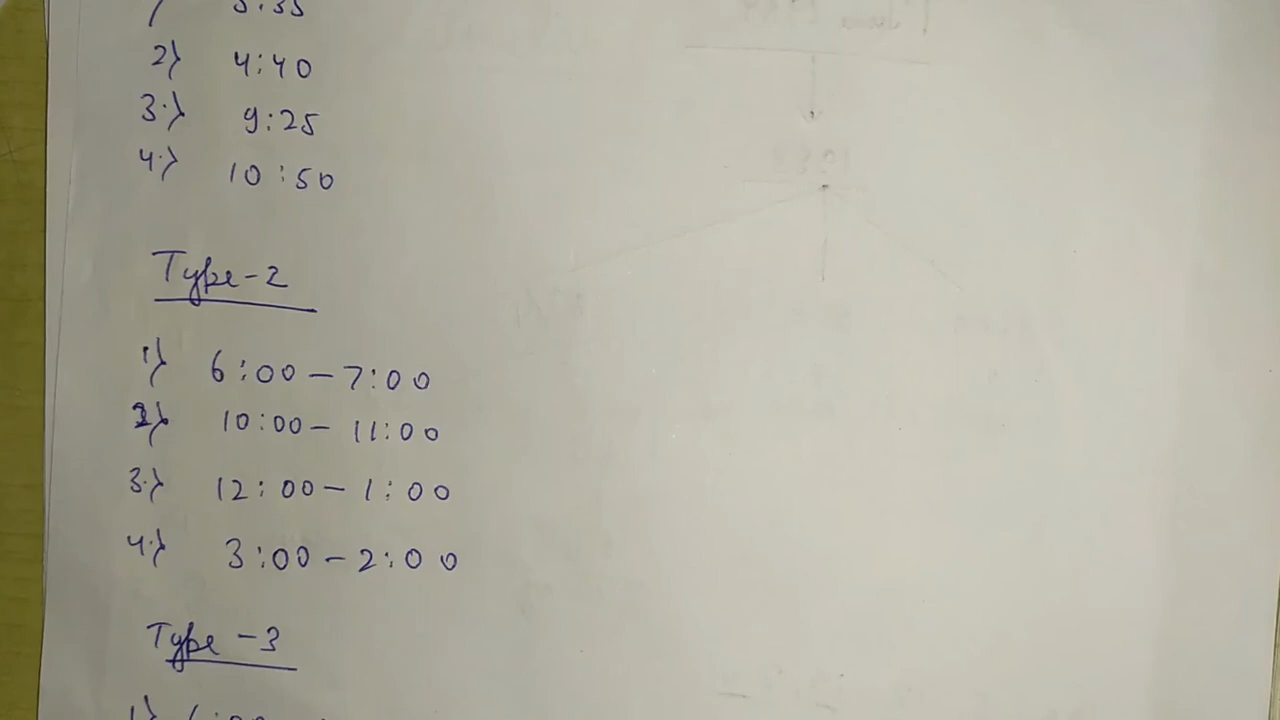 2) 4:40
3.) 9:25
4.) 10:50
Type-2
1) 6:00 – 7:00
2) 10:00 – 11:00
3.) 12:00 – 1:00
4.) 3:00 – 2:00
Type -3